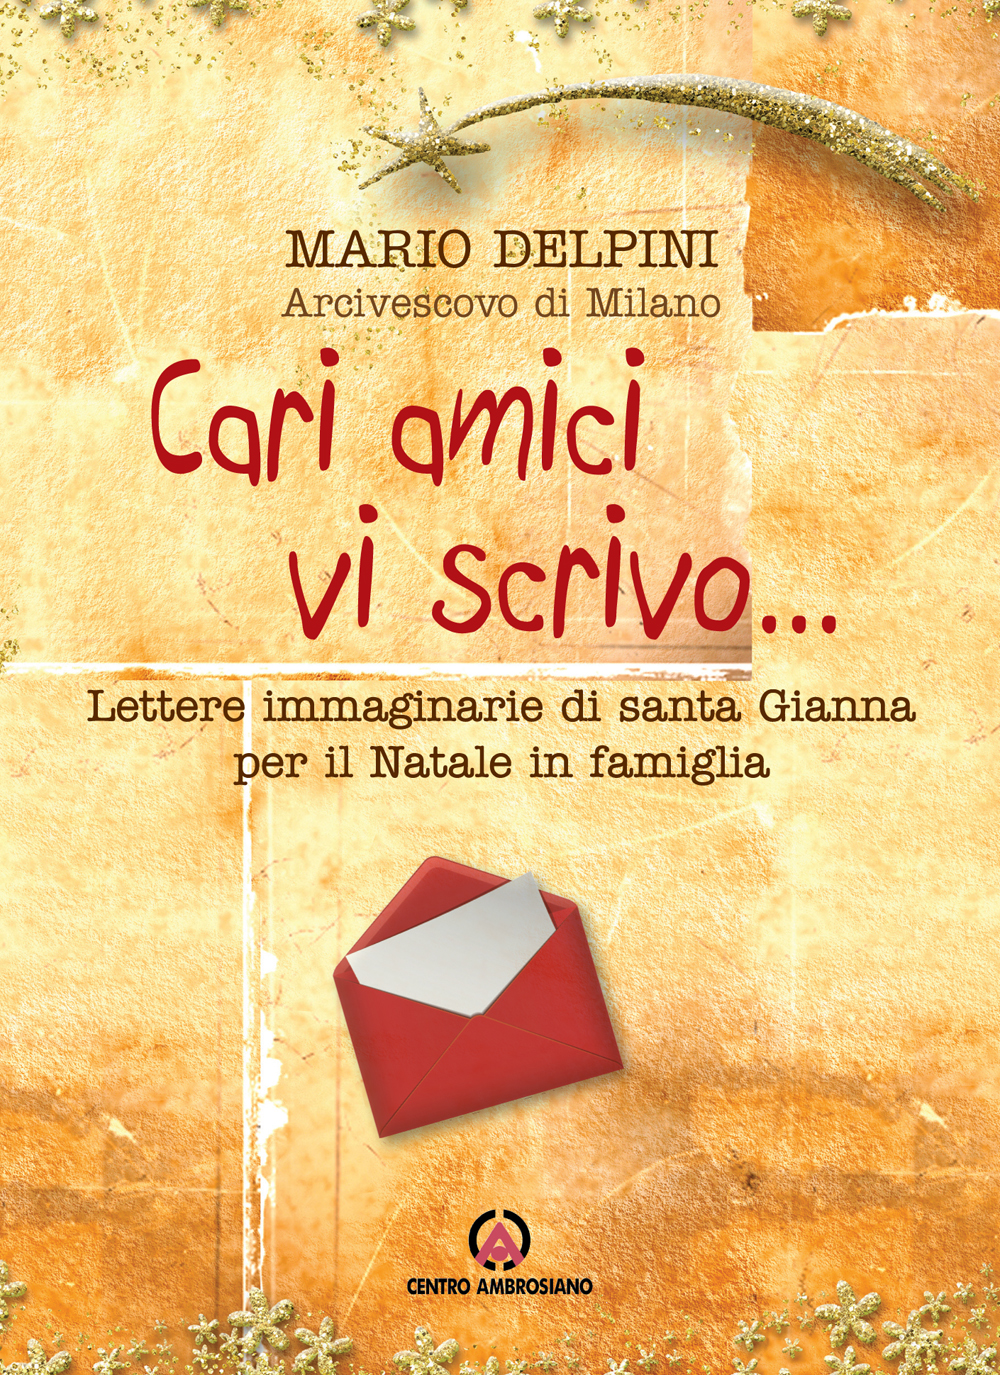 MARIO DELPINI
Arcivescovo di Milano
Cari amici
vi scrivo...
Lettere immaginarie di santa Gianna
per il Natale in famiglia
CENTRO AMBROSIANO